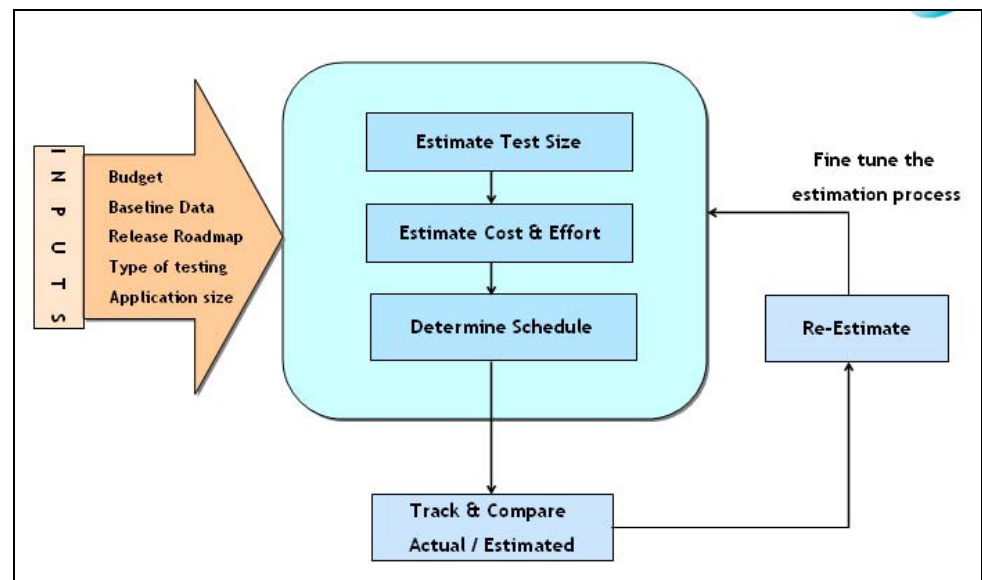 INPUTS
Budget
Baseline Data
Release Roadmap
Type of testing
Application size
Estimate Test Size
Estimate Cost & Effort
Determine Schedule
Track & Compare
Actual / Estimated
Re-Estimate
Fine tune the
estimation process